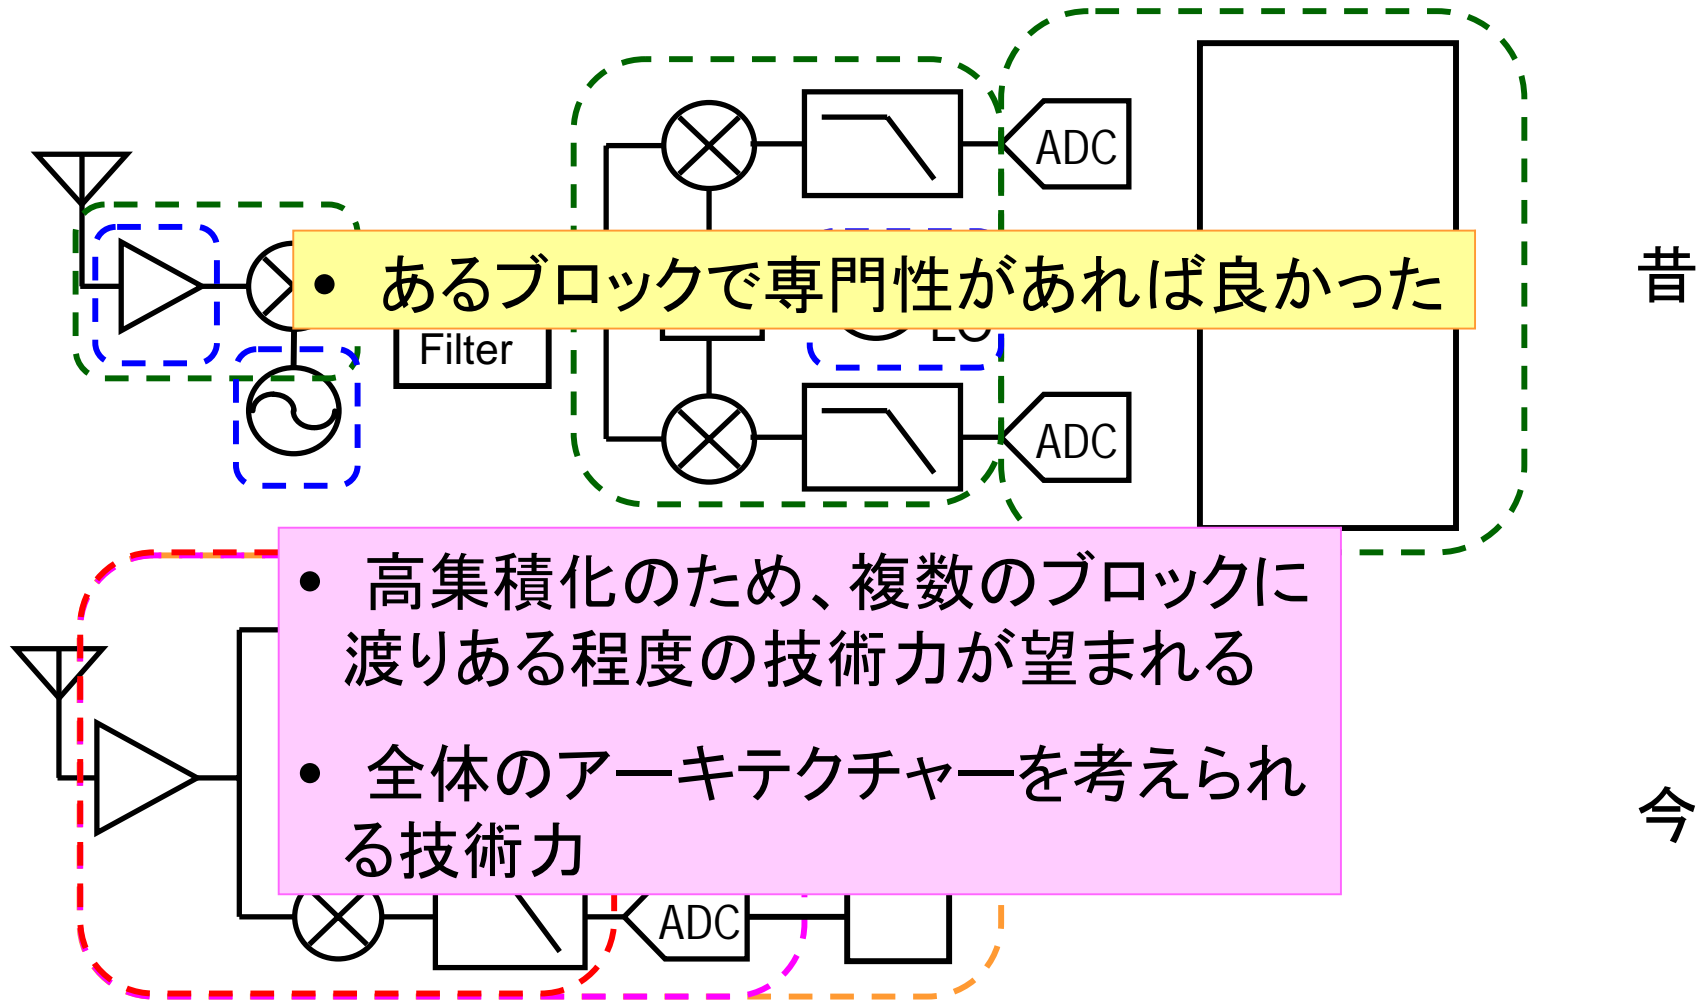 ADC
• あるブロックで専門性があれば良かった
昔
Filter
LO
ADC
• 高集積化のため、複数のブロックに
渡りある程度の技術力が望まれる
• 全体のアーキテクチャーを考えられ
る技術力
今
ADC